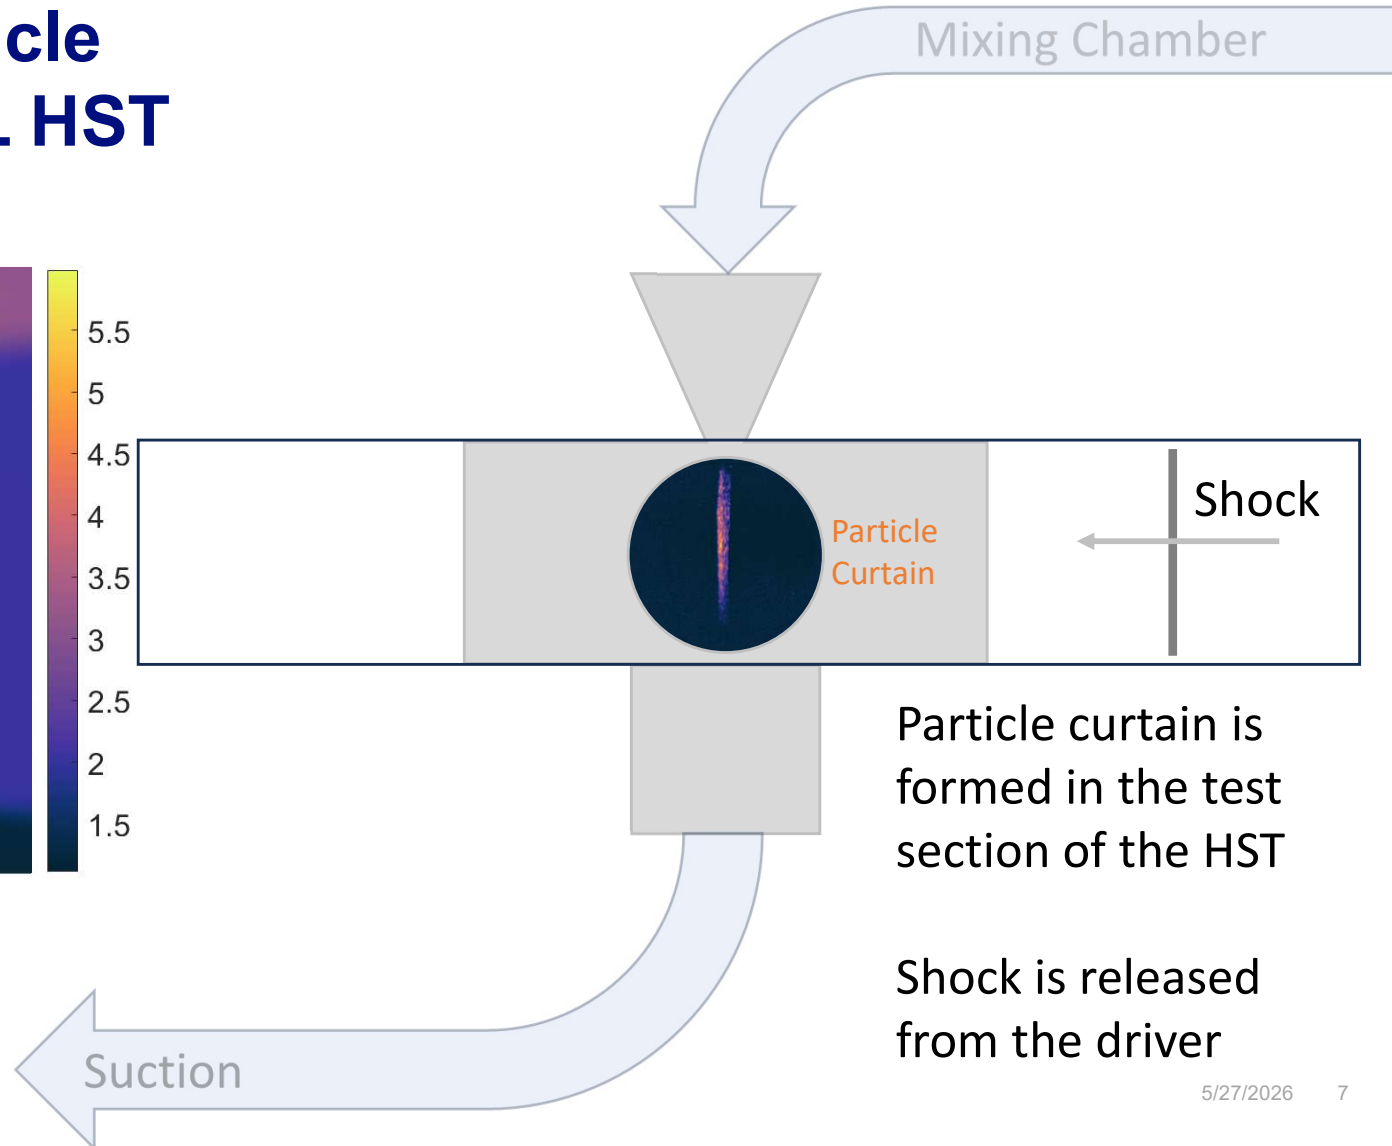 cle
HST
Mixing Chamber
5.5
5
4.5
4
3.5
3
2.5
2
1.5
Particle
Curtain
Shock
Particle curtain is
formed in the test
section of the HST
Shock is released
from the driver
Suction
5/27/2026 7